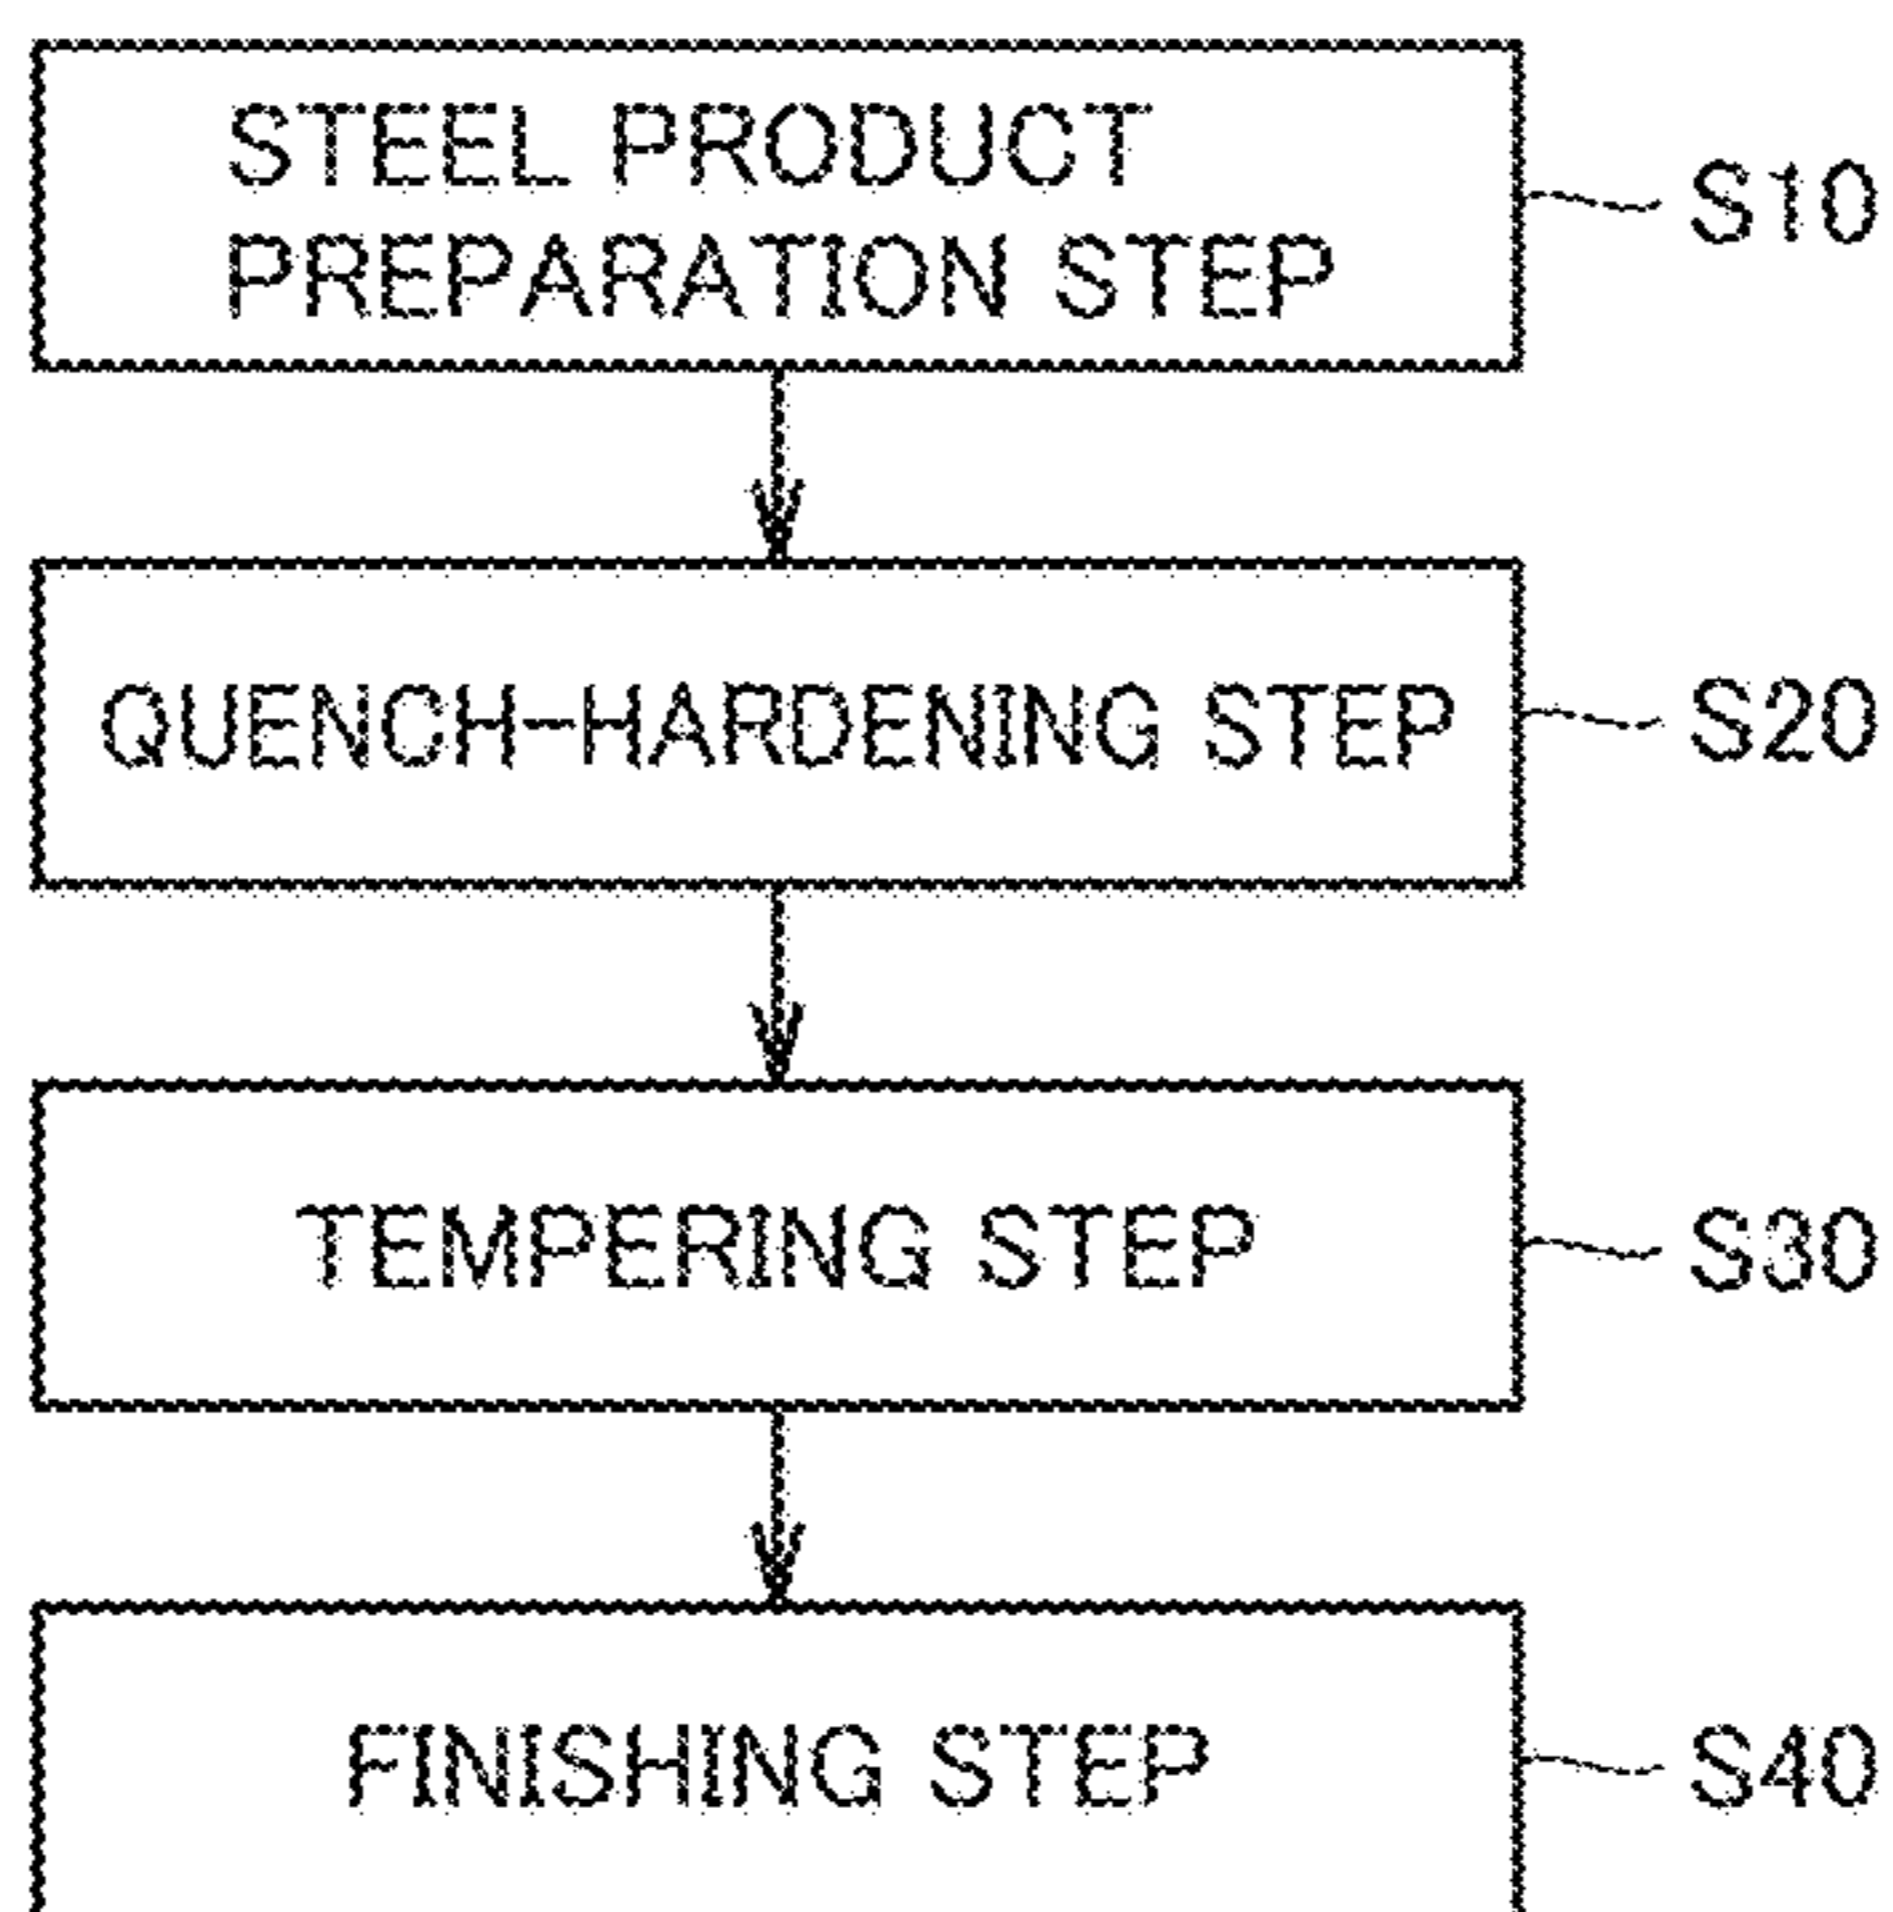 STEEL PRODUCT
PREPARATION STEP
S10
QUENCH-HARDENING STEP
S20
TEMPERING STEP
S30
FINISHING STEP
S40